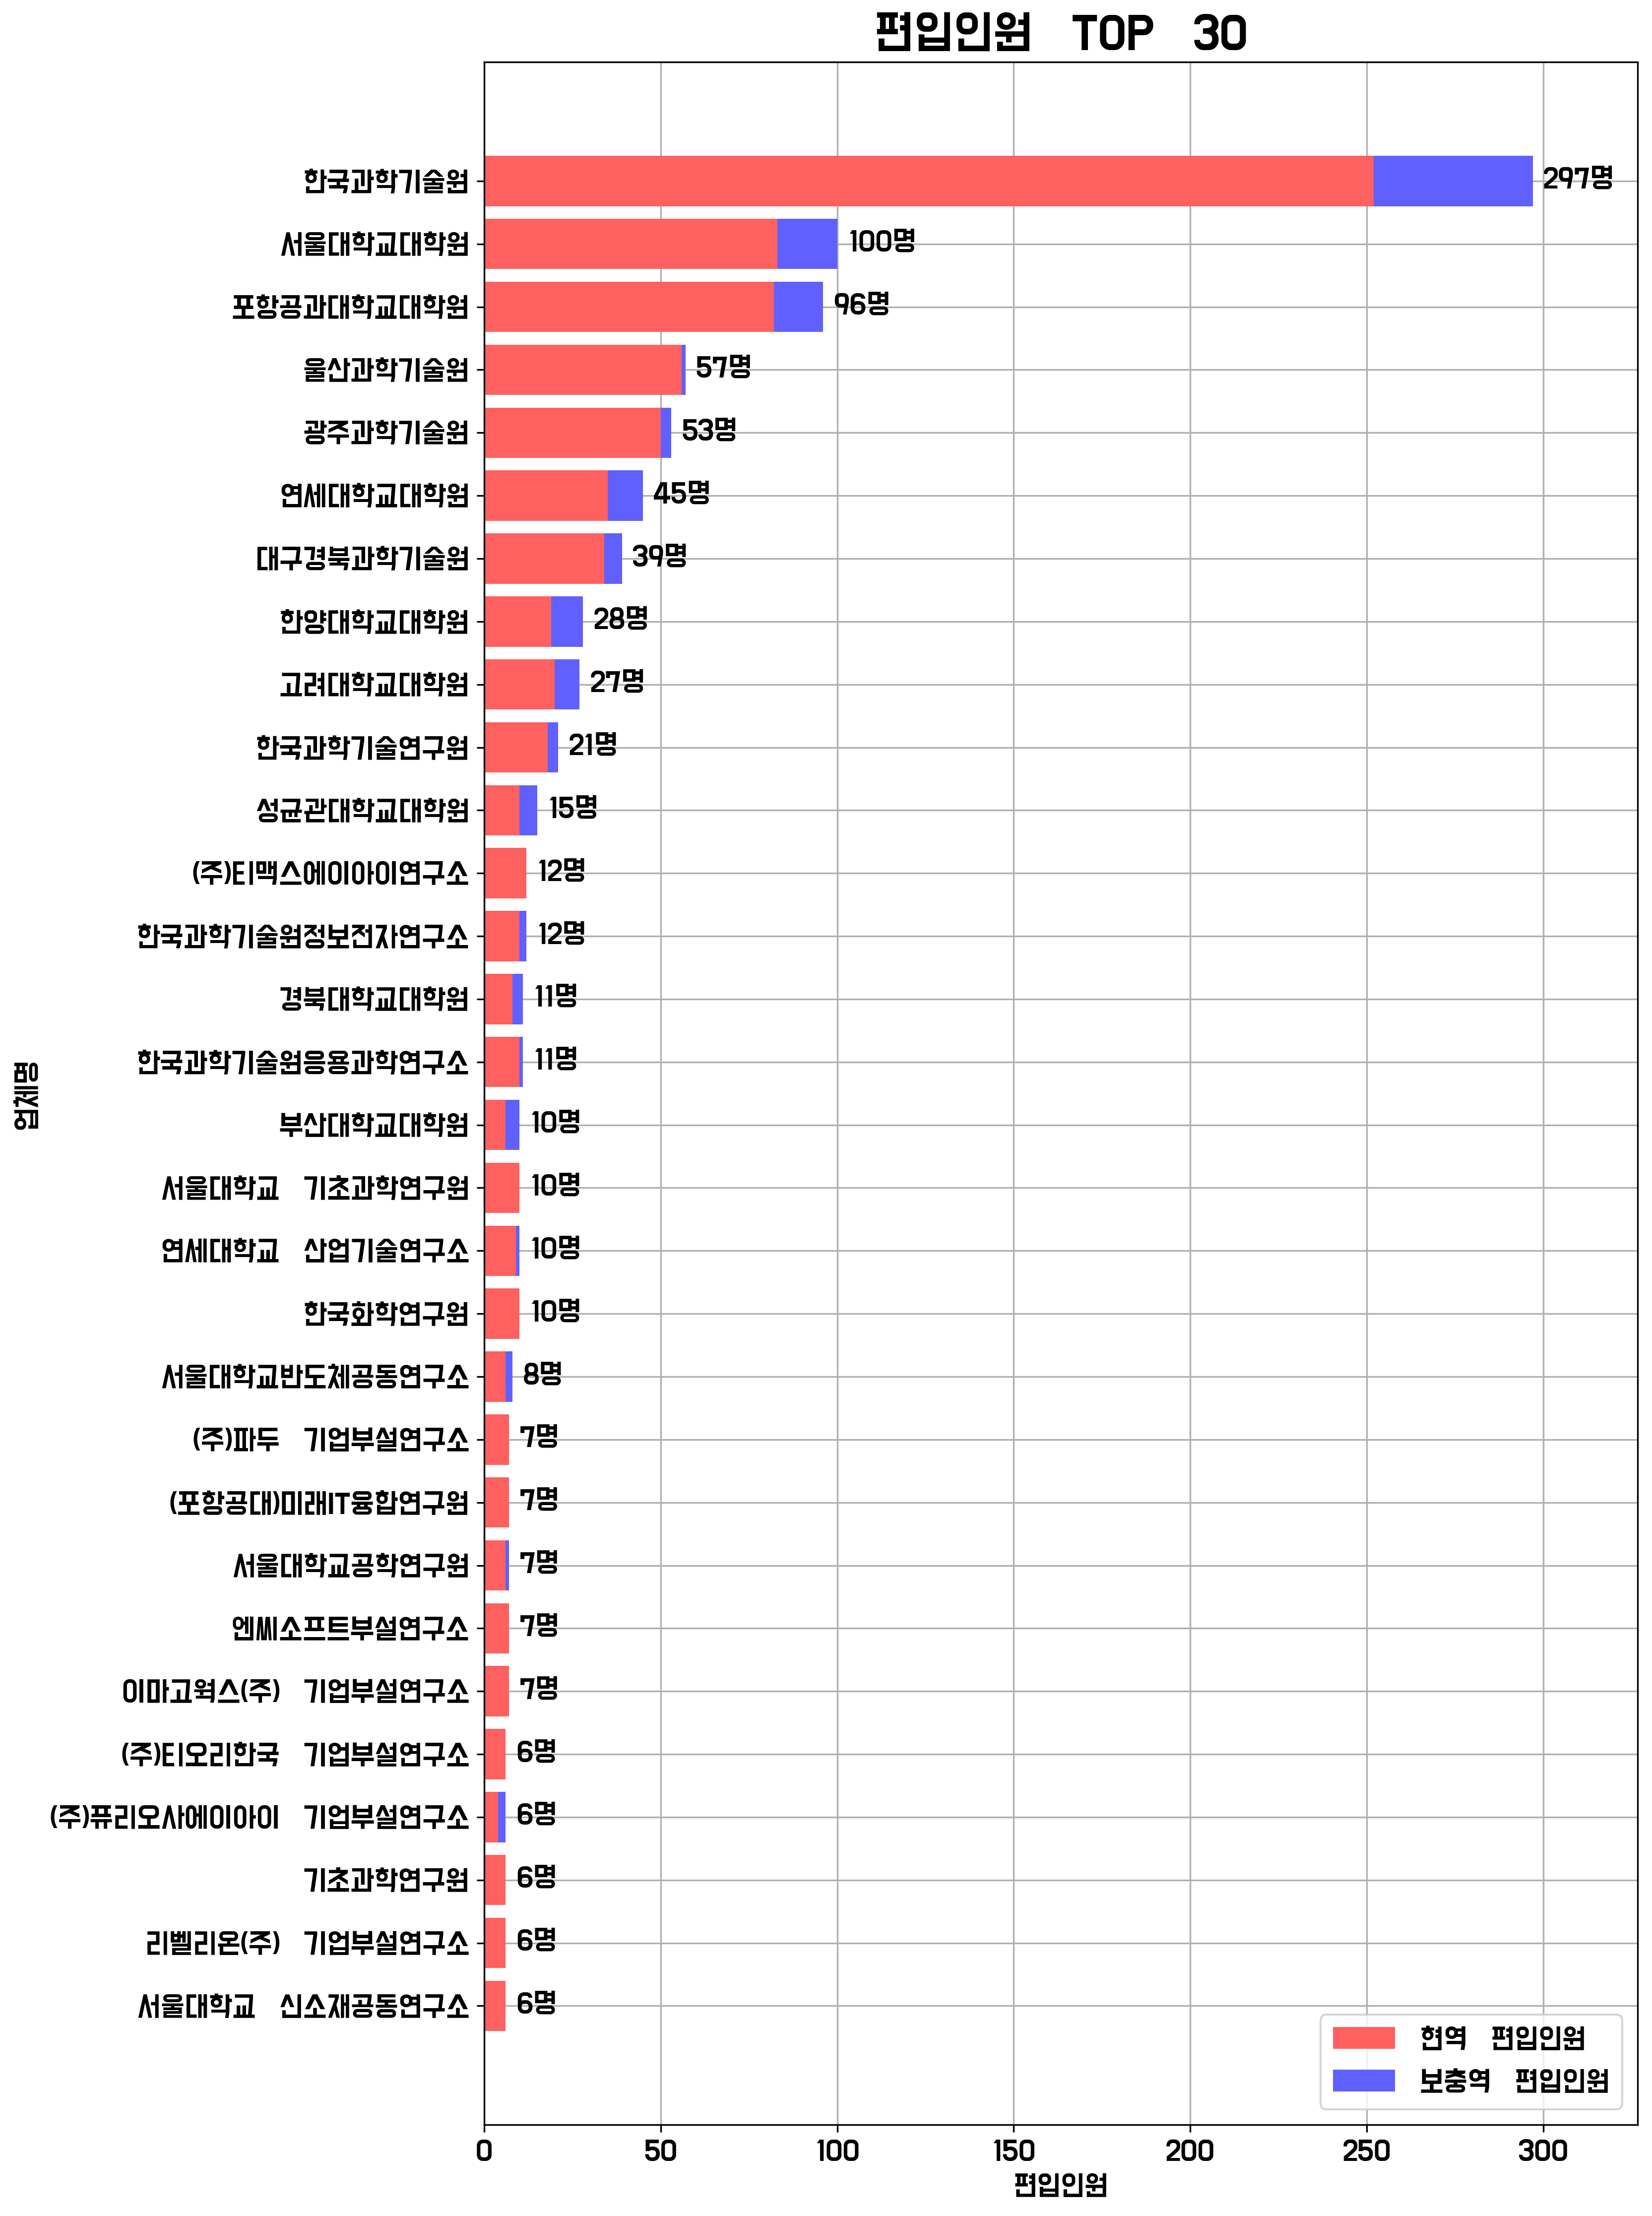 편입인원 TOP 30
한국과학기술원 297명
서울대학교대학원 100명
포항공과대학교대학원 96명
울산과학기술원 57명
광주과학기술원 53명
연세대학교대학원 45명
대구경북과학기술원 39명
한양대학교대학원 28명
고려대학교대학원 27명
한국과학기술연구원 21명
성균관대학교대학원 15명
(주)티맥스에이아이연구소 12명
한국과학기술원정보전자연구소 12명
경북대학교대학원 11명
한국과학기술원응용과학연구소 11명
부산대학교대학원 10명
서울대학교 기초과학연구원 10명
연세대학교 산업기술연구소 10명
한국화학연구원 10명
서울대학교반도체공동연구소 8명
(주)파두 기업부설연구소 7명
(포항공대)미래IT융합연구원 7명
서울대학교공학연구원 7명
엔씨소프트부설연구소 7명
이마고웍스(주) 기업부설연구소 7명
(주)티오리한국 기업부설연구소 6명
(주)퓨리오사에이아이 기업부설연구소 6명
기초과학연구원 6명
리벨리온(주) 기업부설연구소 6명
서울대학교 신소재공동연구소 6명
업체명
현역 편입인원
보충역 편입인원
0 50 100 150 200 250 300
편입인원